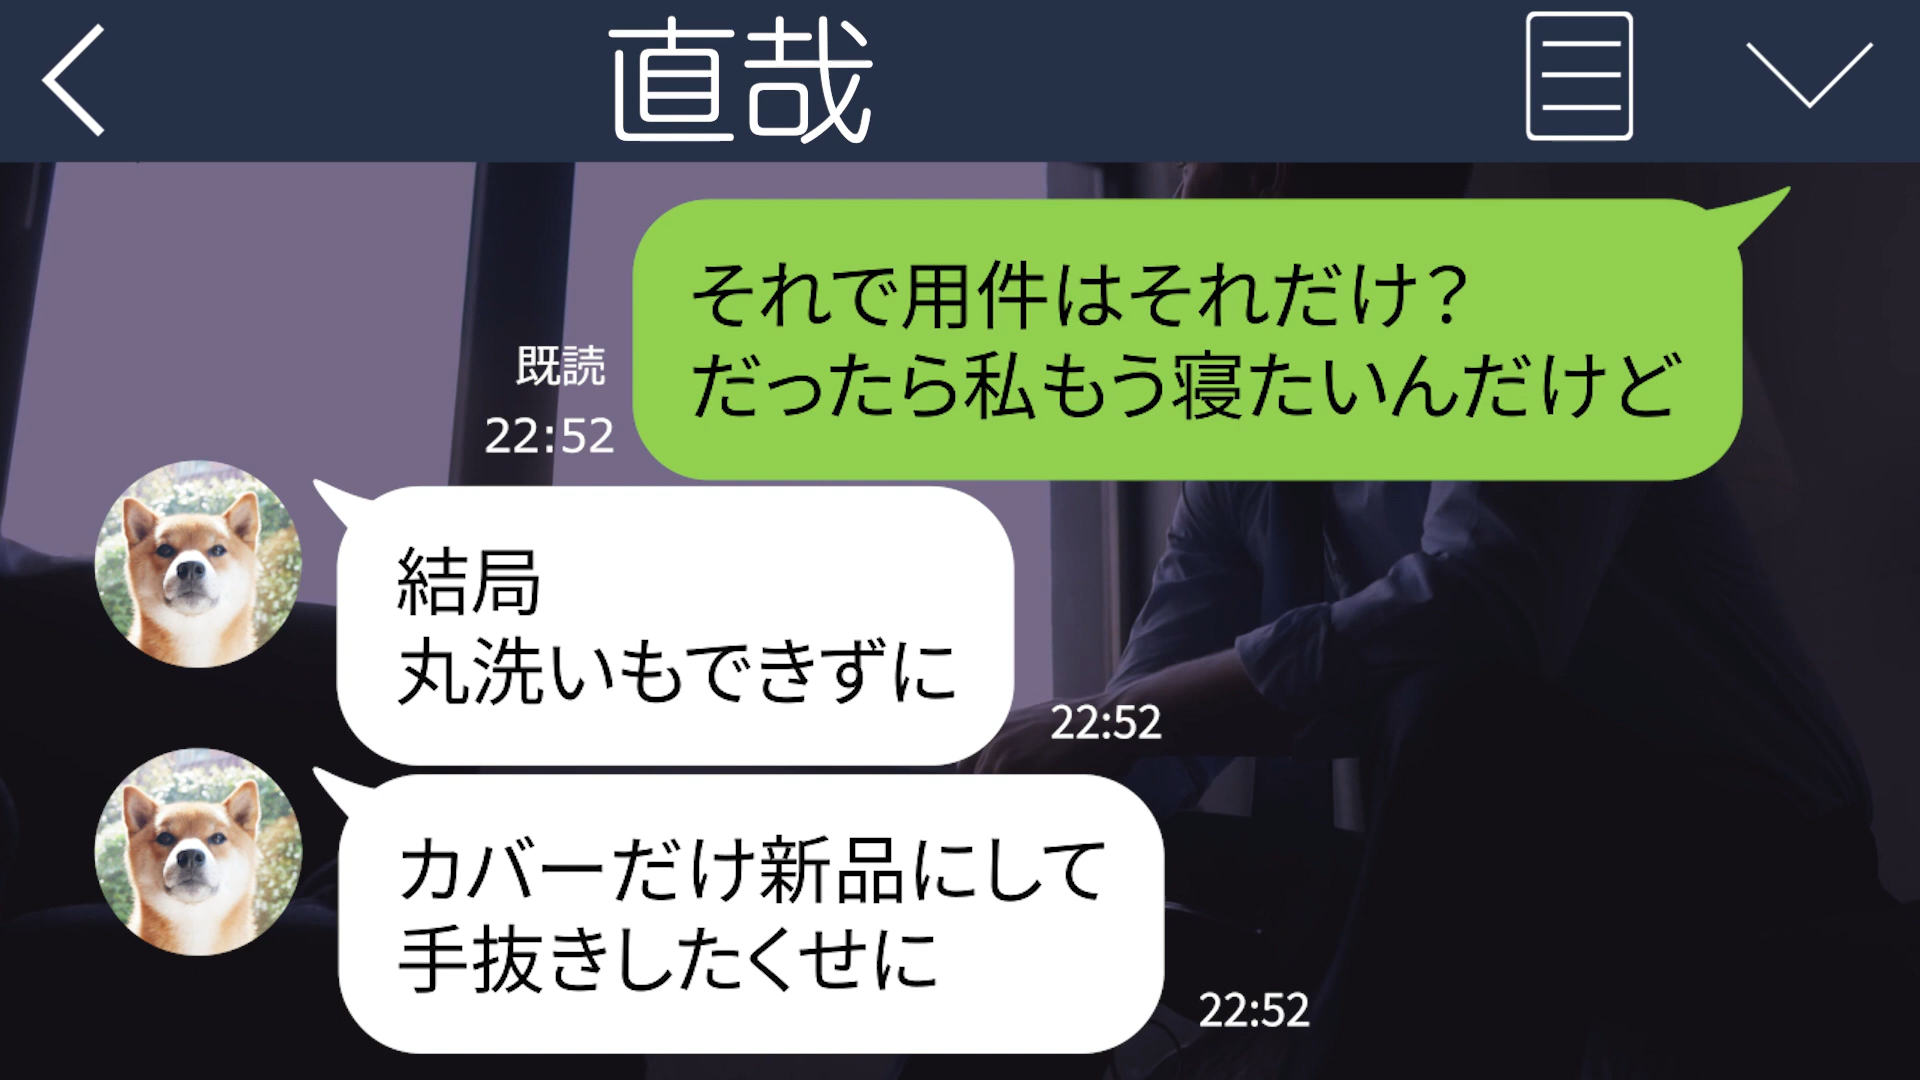 直哉
それで用件はそれだけ？
だったら私もう寝たいんだけど
既読
22:52
結局
丸洗いもできずに
22:52
カバーだけ新品にして
手抜きしたくせに
22:52